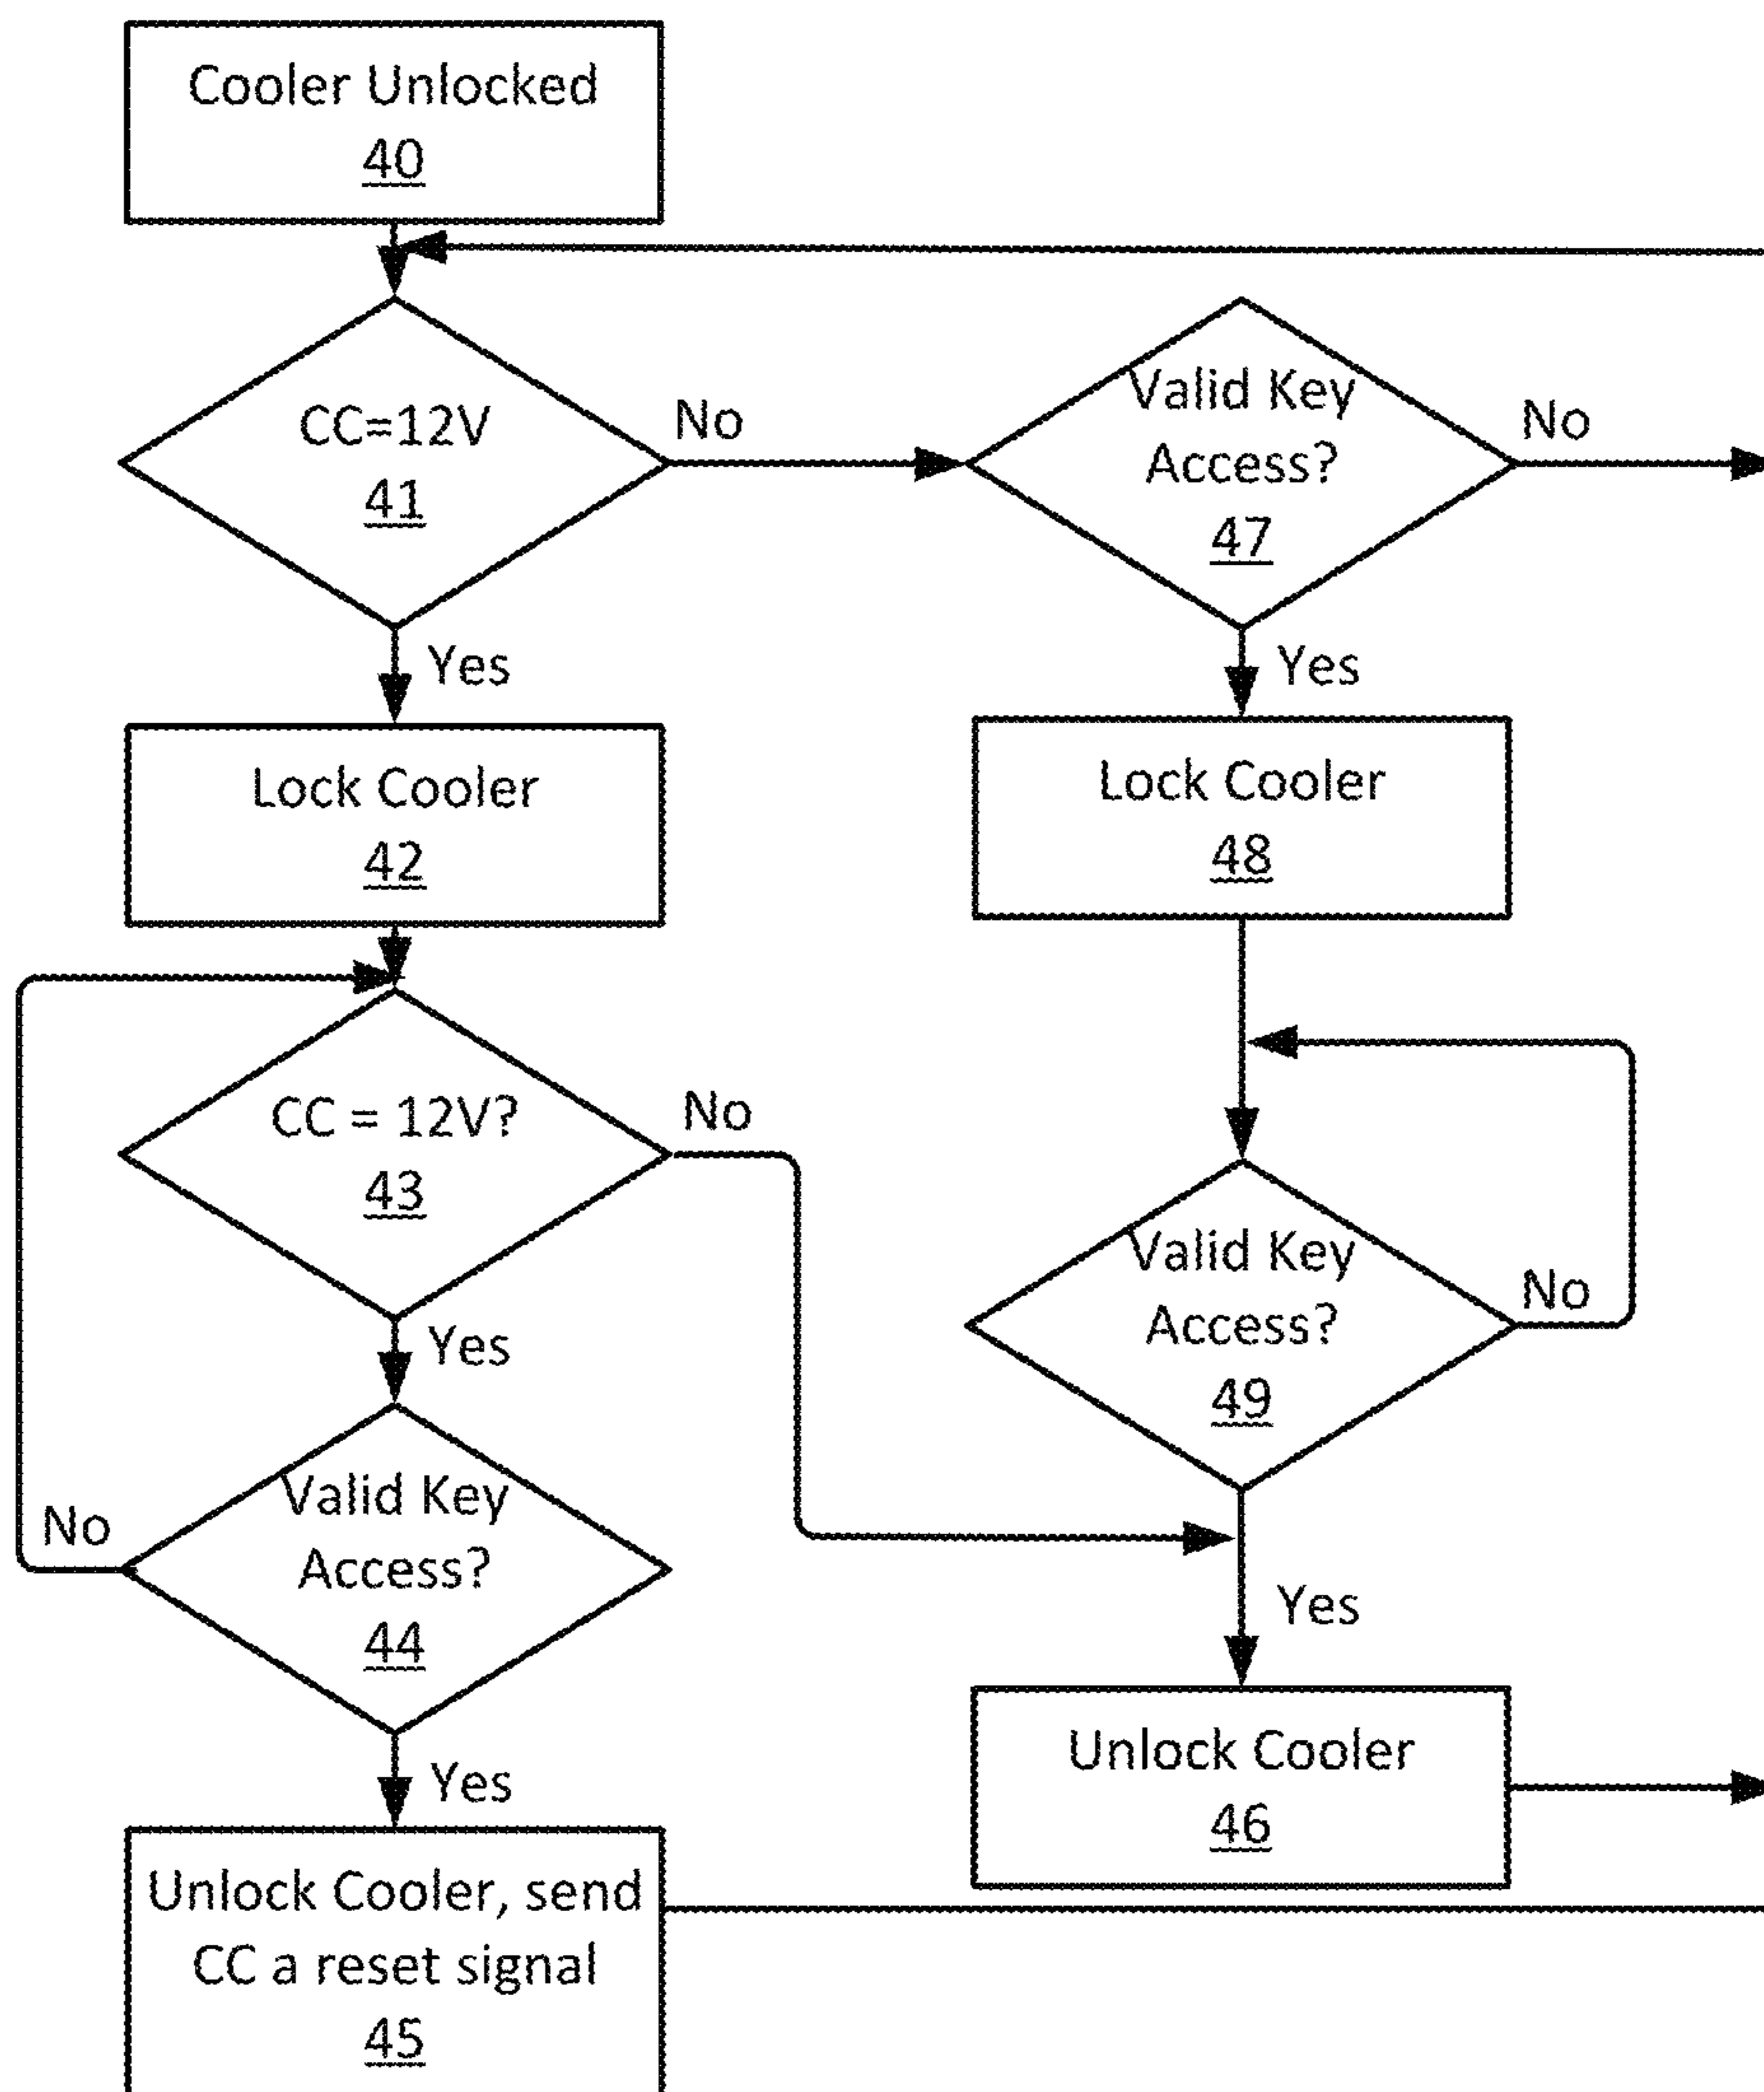 Cooler Unlocked
40
CC=12V
41
No
Valid Key
Access?
47
No
Yes
Yes
Lock Cooler
42
Lock Cooler
48
CC = 12V?
43
No
Valid Key
Access?
49
No
Yes
Valid Key
Access?
44
No
Yes
Yes
Unlock Cooler
46
Unlock Cooler, send
CC a reset signal
45